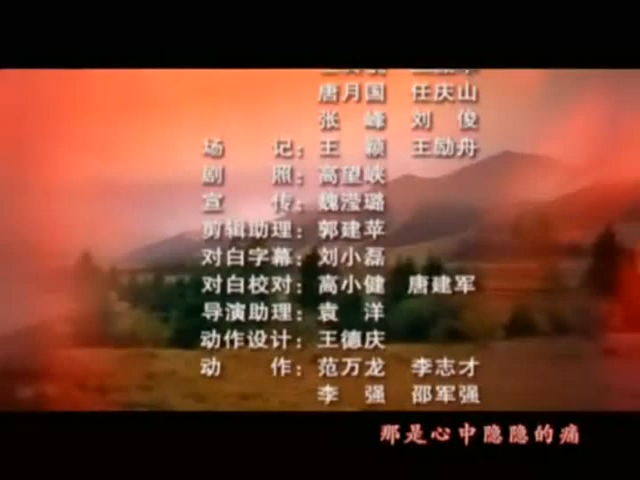 唐月国 任庆山
张 峰 刘 俊
场 记：王 颖 王励舟
剧 照：高望峡
宣 传：魏滢璐
剪辑助理：郭建苹
对白字幕：刘小磊
对白校对：高小健 唐建军
导演助理：袁 洋
动作设计：王德庆
动 作：范万龙 李志才
李 强 邵军强
那是心中隐隐的痛